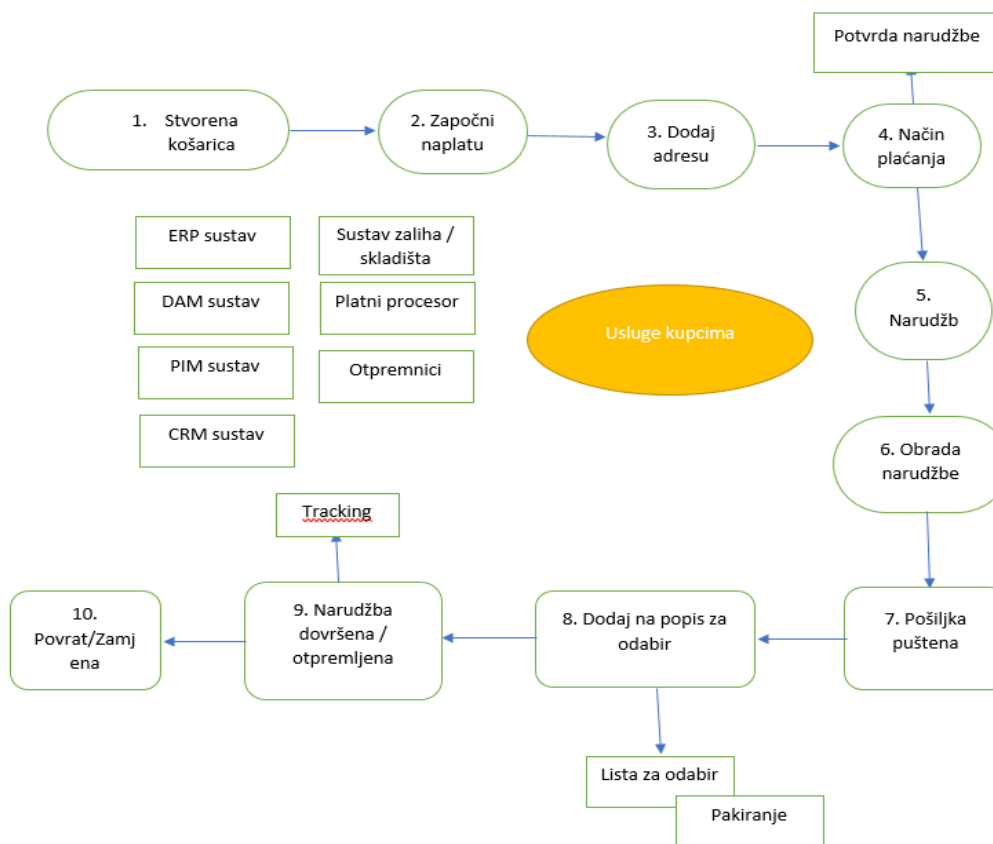 Potvrda narudžbe
1. Stvorena
košarica
2. Započni
naplatu
3. Dodaj
adresu
4. Način
plaćanja
ERP sustav
Sustav zaliha /
skladišta
DAM sustav
Platni procesor
PIM sustav
Otpremnici
CRM sustav
Usluge kupcima
5.
Narudžb
6. Obrada
narudžbe
Tracking
10.
Povrat/Zamj
ena
9. Narudžba
dovršena /
otpremljena
8. Dodaj na popis za
odabir
7. Pošiljka
puštena
Lista za odabir
Pakiranje